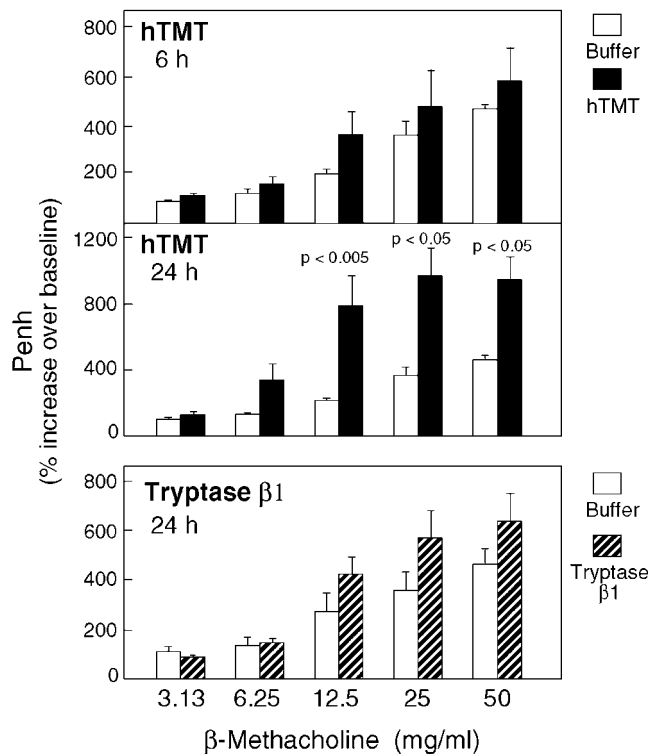 800
600
400
200
hTMT
6 h
Buffer
hTMT
1200
800
400
0
hTMT
24 h
p < 0.005
p < 0.05
p < 0.05
Penh
(% increase over baseline)
800
600
400
200
0
Tryptase β1
24 h
Buffer
Tryptase
β1
3.13 6.25 12.5 25 50
β-Methacholine (mg/ml)